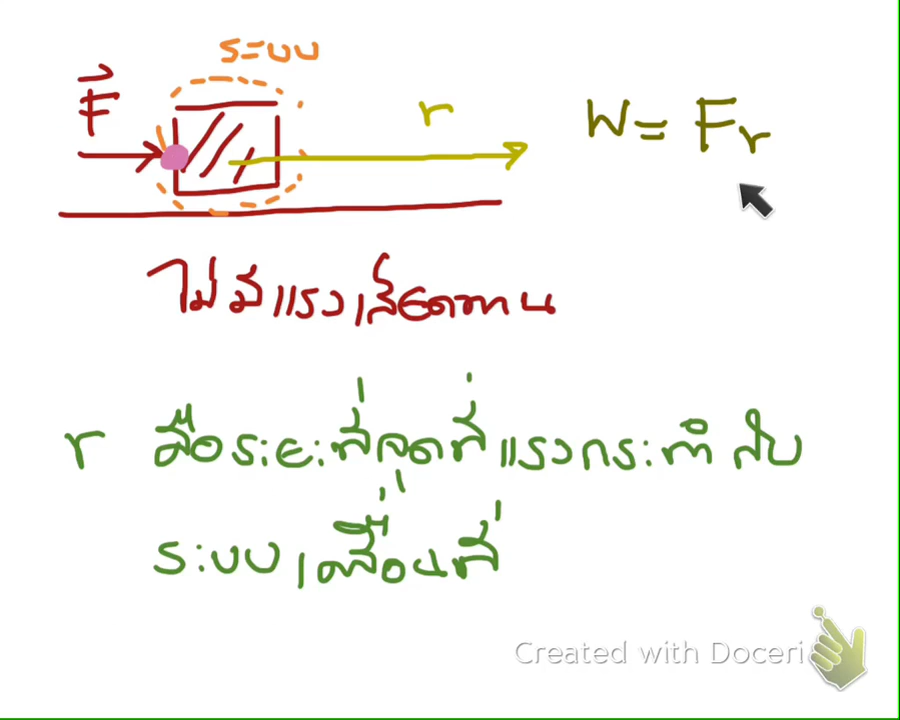 ระบบ
F
r
W = Fr
ไม่มีแรงเสียดทาน
r คือระยะที่จุดที่แรงกระทำกับ
ระบบเคลื่อนที่
Created with Doceri